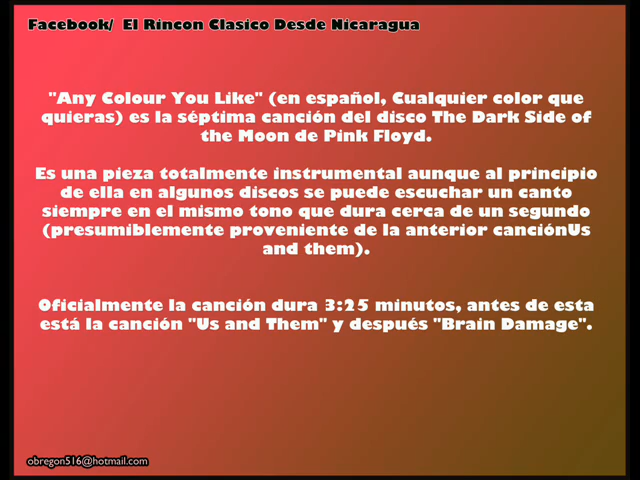 Facebook/ El Rincon Clasico Desde Nicaragua
"Any Colour You Like" (en español, Cualquier color que
quieras) es la séptima canción del disco The Dark Side of
the Moon de Pink Floyd.
Es una pieza totalmente instrumental aunque al principio
de ella en algunos discos se puede escuchar un canto
siempre en el mismo tono que dura cerca de un segundo
(presumiblemente proveniente de la anterior canciónUs
and them).
Oficialmente la canción dura 3:25 minutos, antes de esta
está la canción "Us and Them" y después "Brain Damage".
obregon516@hotmail.com